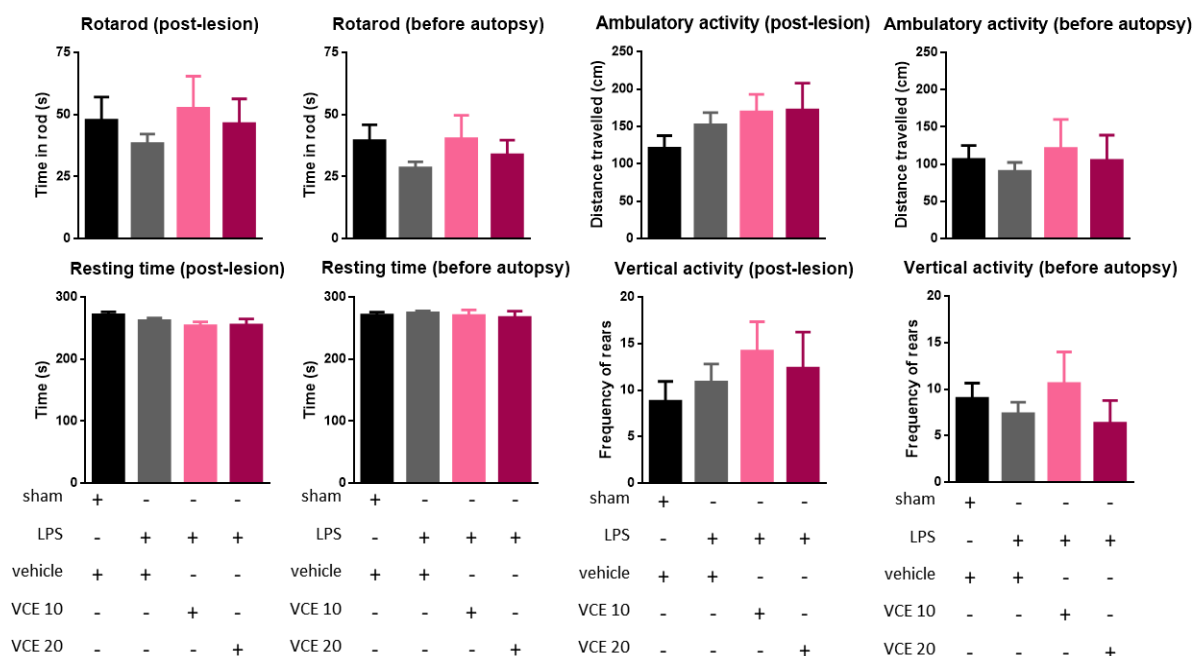 Rotarod (post-lesion)
Time in rod (s)
75
50
25
0
Rotarod (before autopsy)
Time in rod (s)
75
50
25
0
Ambulatory activity (post-lesion)
Distance travelled (cm)
250
200
150
100
50
0
Ambulatory activity (before autopsy)
Distance travelled (cm)
250
200
150
100
50
0
Resting time (post-lesion)
Time (s)
300
200
100
0
Resting time (before autopsy)
Time (s)
300
200
100
0
Vertical activity (post-lesion)
Frequency of rears
20
15
10
5
0
Vertical activity (before autopsy)
Frequency of rears
20
15
10
5
0
sham + - - -
LPS - + + +
vehicle + + - -
VCE 10 - - + -
VCE 20 - - - +
sham + - - -
LPS - + + +
vehicle + + - -
VCE 10 - - + -
VCE 20 - - - +
sham + - - -
LPS - + + +
vehicle + + - -
VCE 10 - - + -
VCE 20 - - - +
sham + - - -
LPS - + + +
vehicle + + - -
VCE 10 - - + -
VCE 20 - - - +